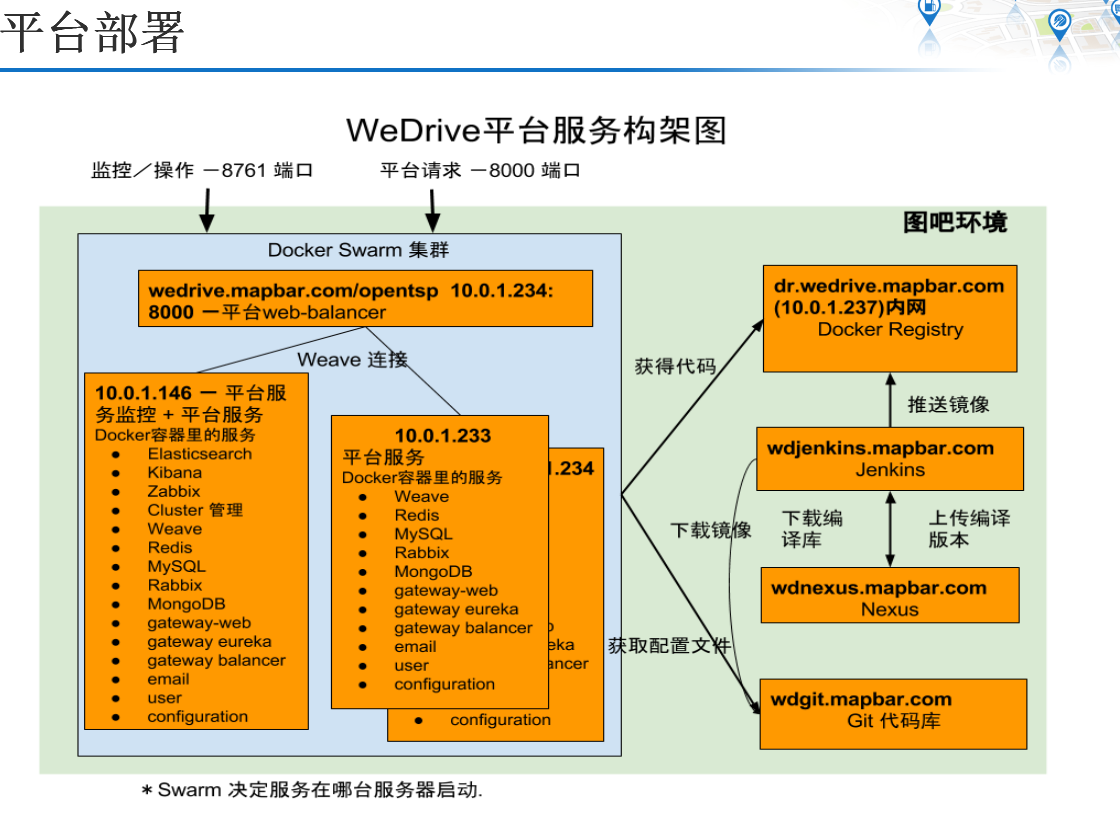 平台部署
WeDrive平台服务构架图
监控／操作 －8761 端口
平台请求 －8000 端口
图吧环境
Docker Swarm 集群
wedrive.mapbar.com/opentsp 10.0.1.234:
8000 －平台web-balancer
Weave 连接
10.0.1.146 － 平台服
务监控 + 平台服务
Docker容器里的服务
● Elasticsearch
● Kibana
● Zabbix
● Cluster 管理
● Weave
● Redis
● MySQL
● Rabbix
● MongoDB
● gateway-web
● gateway eureka
● gateway balancer
● email
● user
● configuration
10.0.1.233
平台服务
Docker容器里的服务
● Weave
● Redis
● MySQL
● Rabbix
● MongoDB
● gateway-web
● gateway eureka
● gateway balancer
● email
● user
● configuration
.234
● configuration
获得代码
下载镜像
获取配置文件
dr.wedrive.mapbar.com
(10.0.1.237)内网
Docker Registry
推送镜像
wdjenkins.mapbar.com
Jenkins
下载编
译库
上传编译
版本
wdnexus.mapbar.com
Nexus
wdgit.mapbar.com
Git 代码库
* Swarm 决定服务在哪台服务器启动.